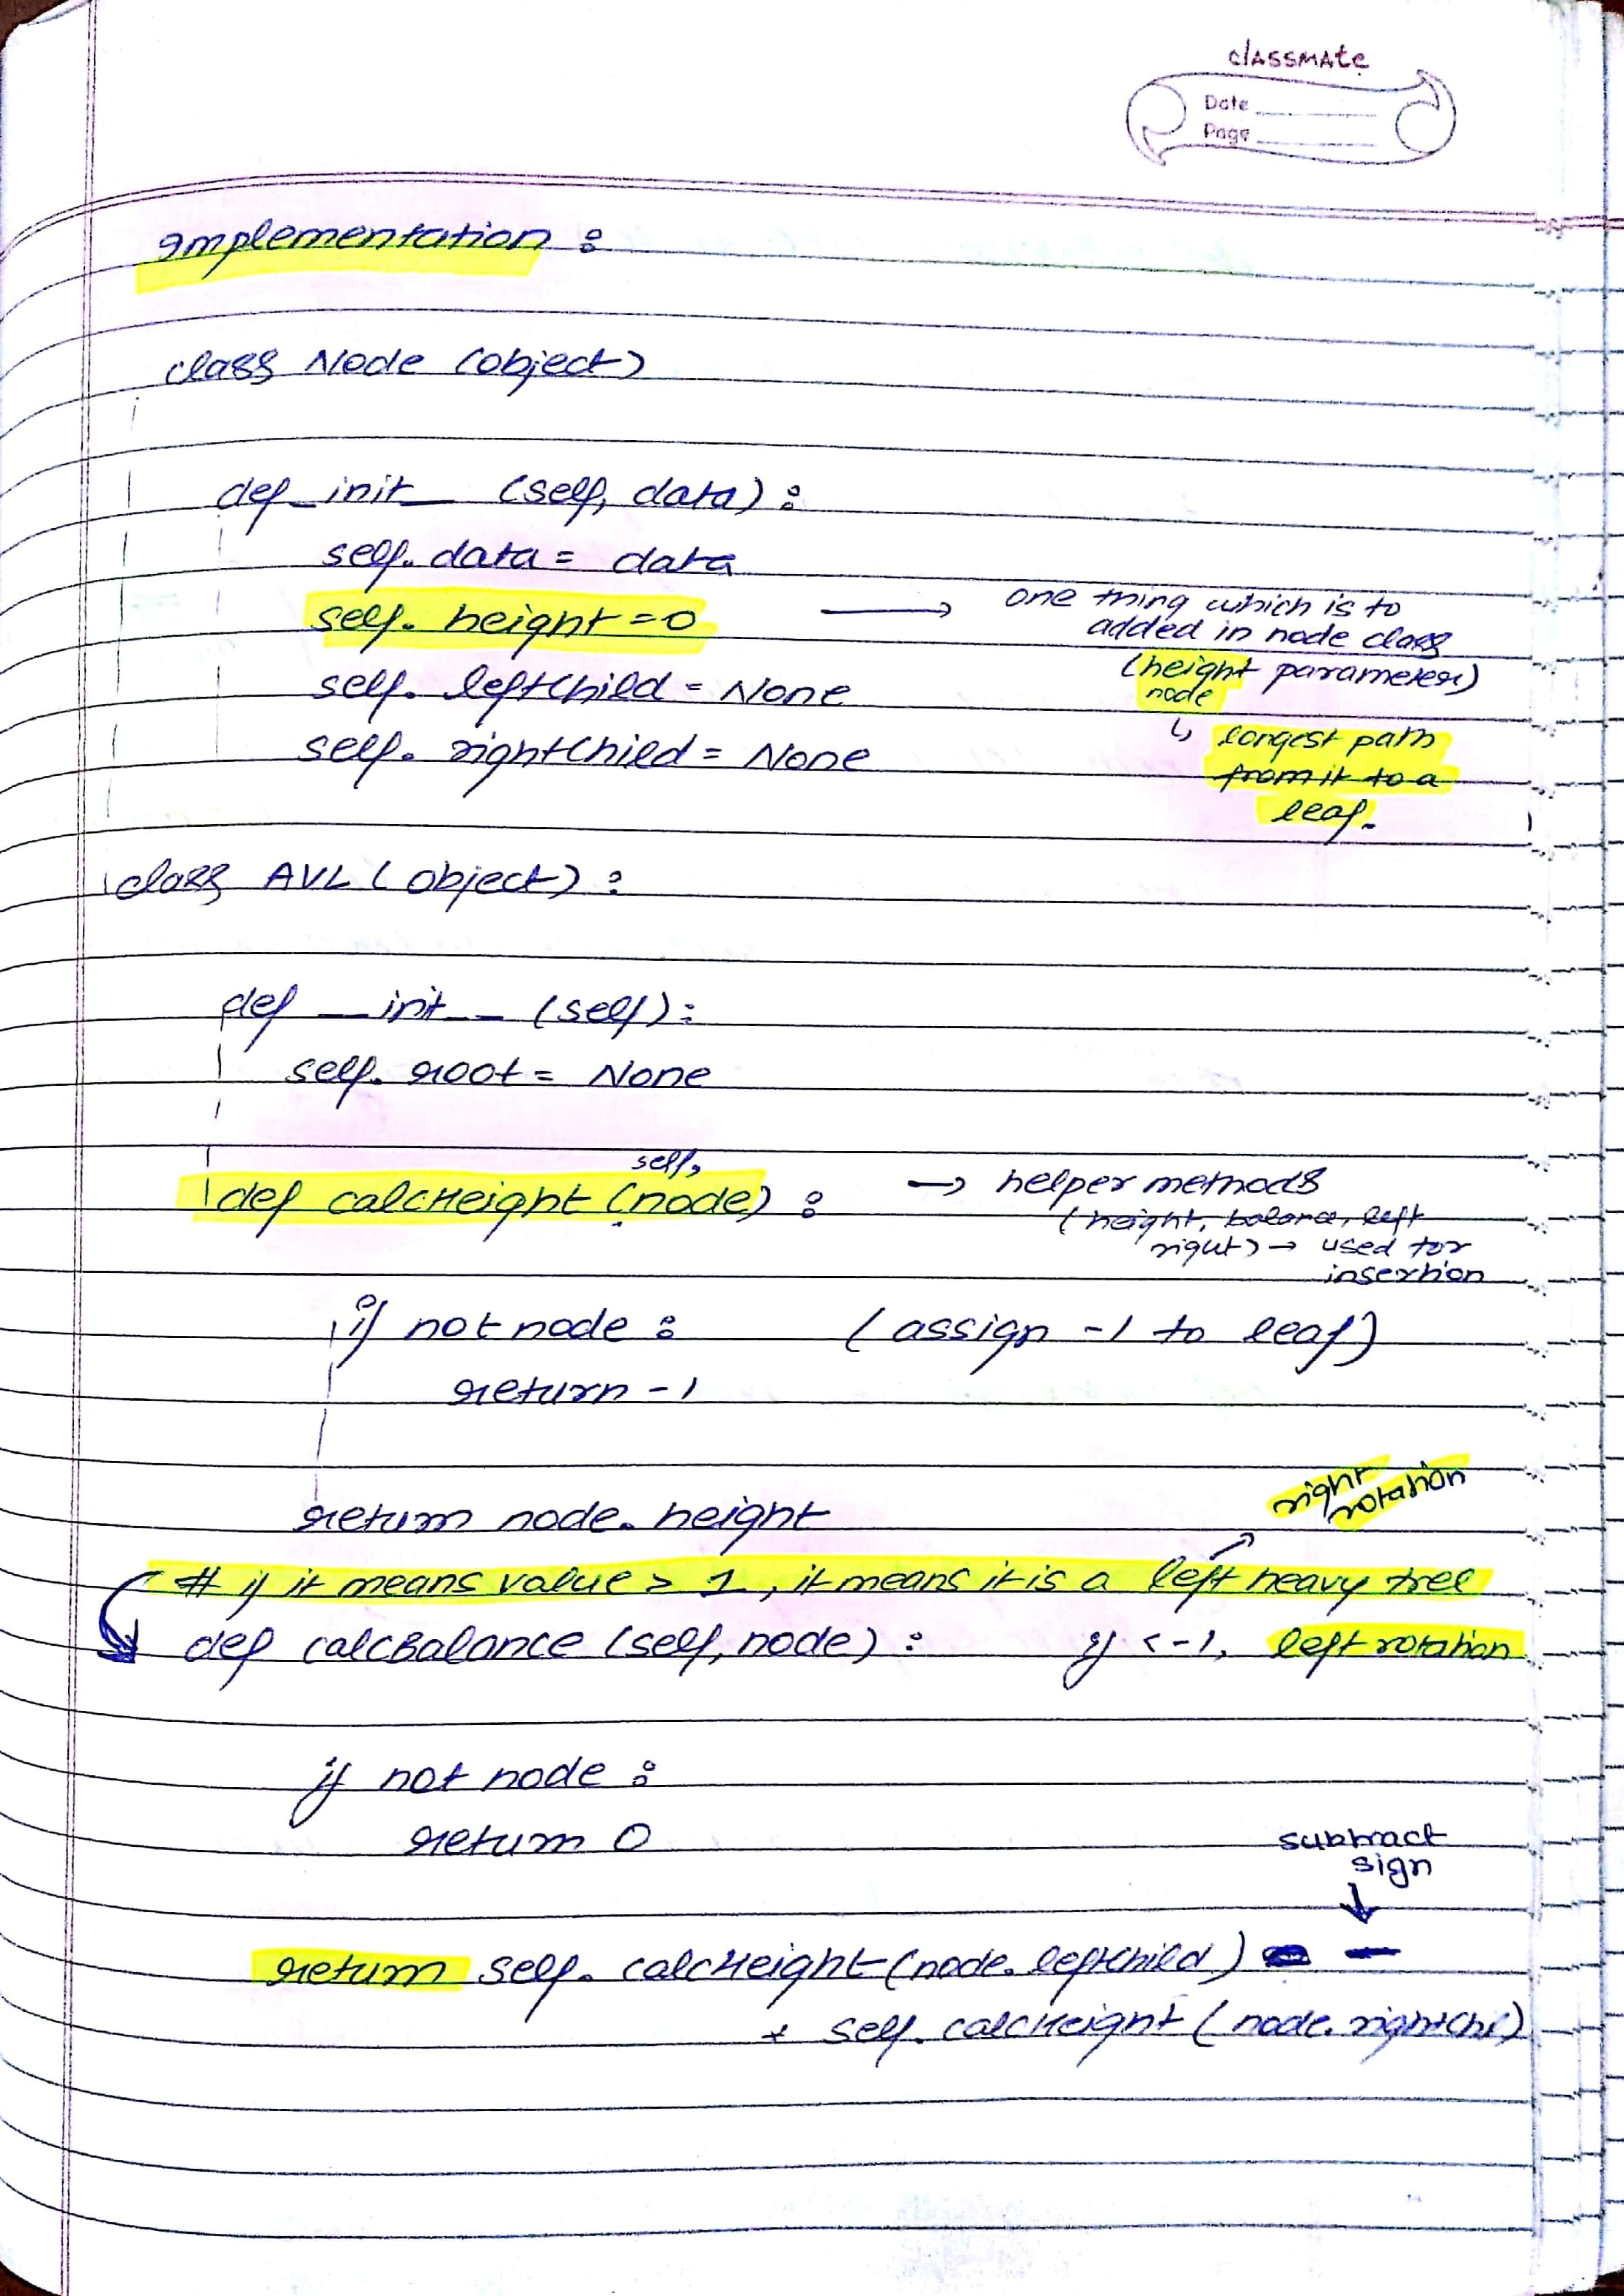 classmate
Date
Page
Implementation :
class Node (object)
def _init_ (self, data) :
self. data = data
self. height = 0 → one thing which is to
added in node class
(height parameter)
node
↳ longest path
from it to a
leaf.
self. leftChild = None
self. rightChild = None
class AVL (object) :
def __init__ (self) :
self. root = None
self,
def calcHeight (node) : → helper methods
(height, balance, left
right) → used for
insertion
if not node : (assign -1 to leaf)
return -1
return node. height
right
rotation
# if it means value > 1, it means it is a left heavy tree
def calcBalance (self, node) : if < -1, left rotation
if not node :
return 0
subtract
sign
↓
return self. calcHeight (node. leftChild) -
+ self. calcHeight (node. rightChi)